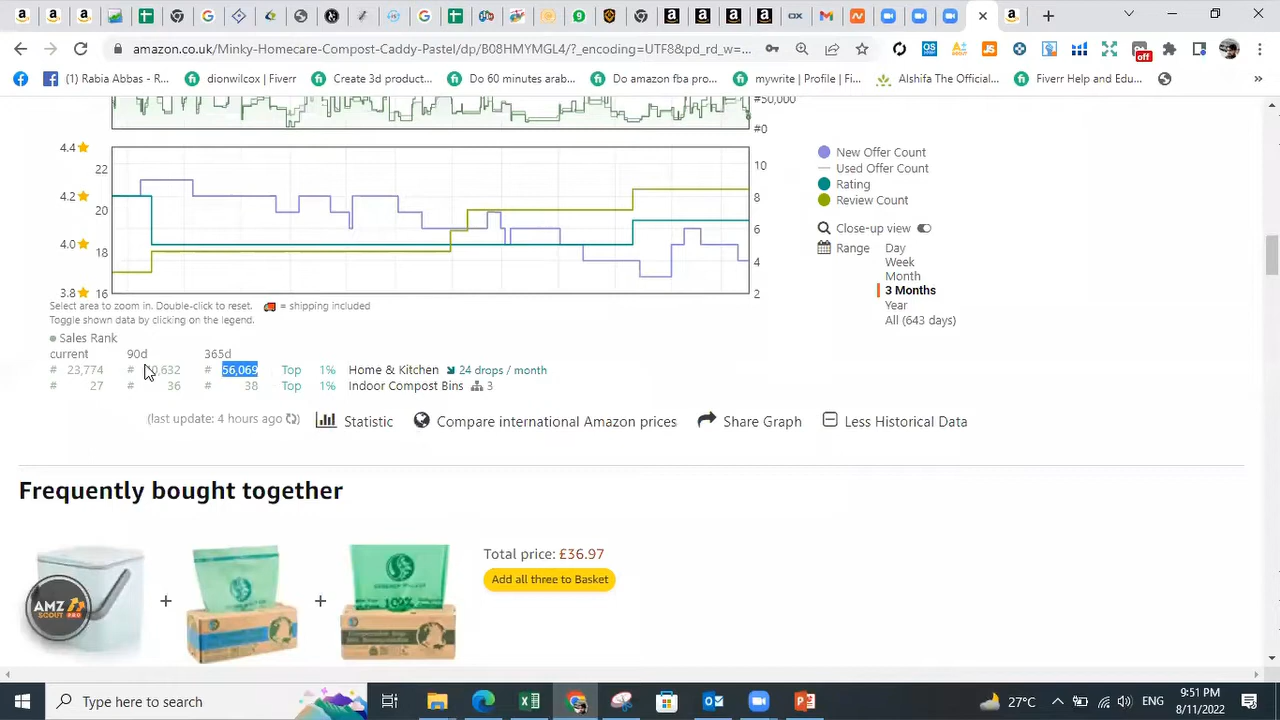 amazon.co.uk/Minky-Homecare-Compost-Caddy-Pastel/dp/B08HMYMGL4/?_encoding=UTF8&pd_rd_w=...
off
(1) Rabia Abbas - R...
dionwilcox) | Fiverr
Create 3d product...
Do 60 minutes arab...
Do amazon fba pro...
mywrite | Profile | Fi...
Alshifa The Official...
Fiverr Help and Edu...
»
#50,000
#0
4.4
4.2
4.0
3.8
22
20
18
16
10
8
6
4
2
New Offer Count
Used Offer Count
Rating
Review Count
Close-up view
Range
Day
Week
Month
3 Months
Year
All (643 days)
Select area to zoom in. Double-click to reset. = shipping included
Toggle shown data by clicking on the legend.
Sales Rank
current 90d 365d
# 23,774 # ,632 # 56,069 Top 1% Home & Kitchen 24 drops / month
# 27 # 36 # 38 Top 1% Indoor Compost Bins 3
(last update: 4 hours ago) Statistic Compare international Amazon prices Share Graph Less Historical Data
Frequently bought together
Total price: £36.97
Add all three to Basket
AMZ
SCOUT PRO
+ +
100%
Type here to search
27°C
ENG
9:51 PM
8/11/2022